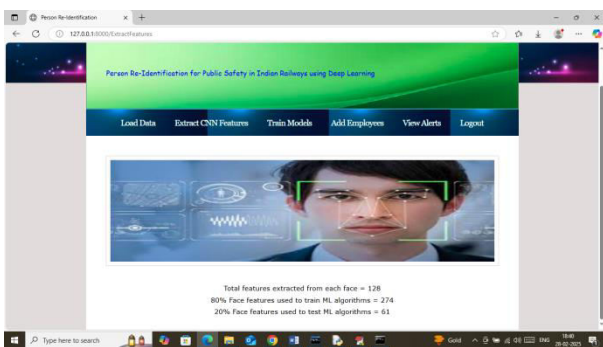 Person Re-Identification
127.0.0.1:8000/ExtractFeatures
Person Re-Identification for Public Safety in Indian Railways using Deep Learning
Load Data Extract CNN Features Train Models Add Employees View Alerts Logout
Total features extracted from each face = 128
80% Face features used to train ML algorithms = 274
20% Face features used to test ML algorithms = 61
Type here to search Gold ENG 18:40
20-02-2025